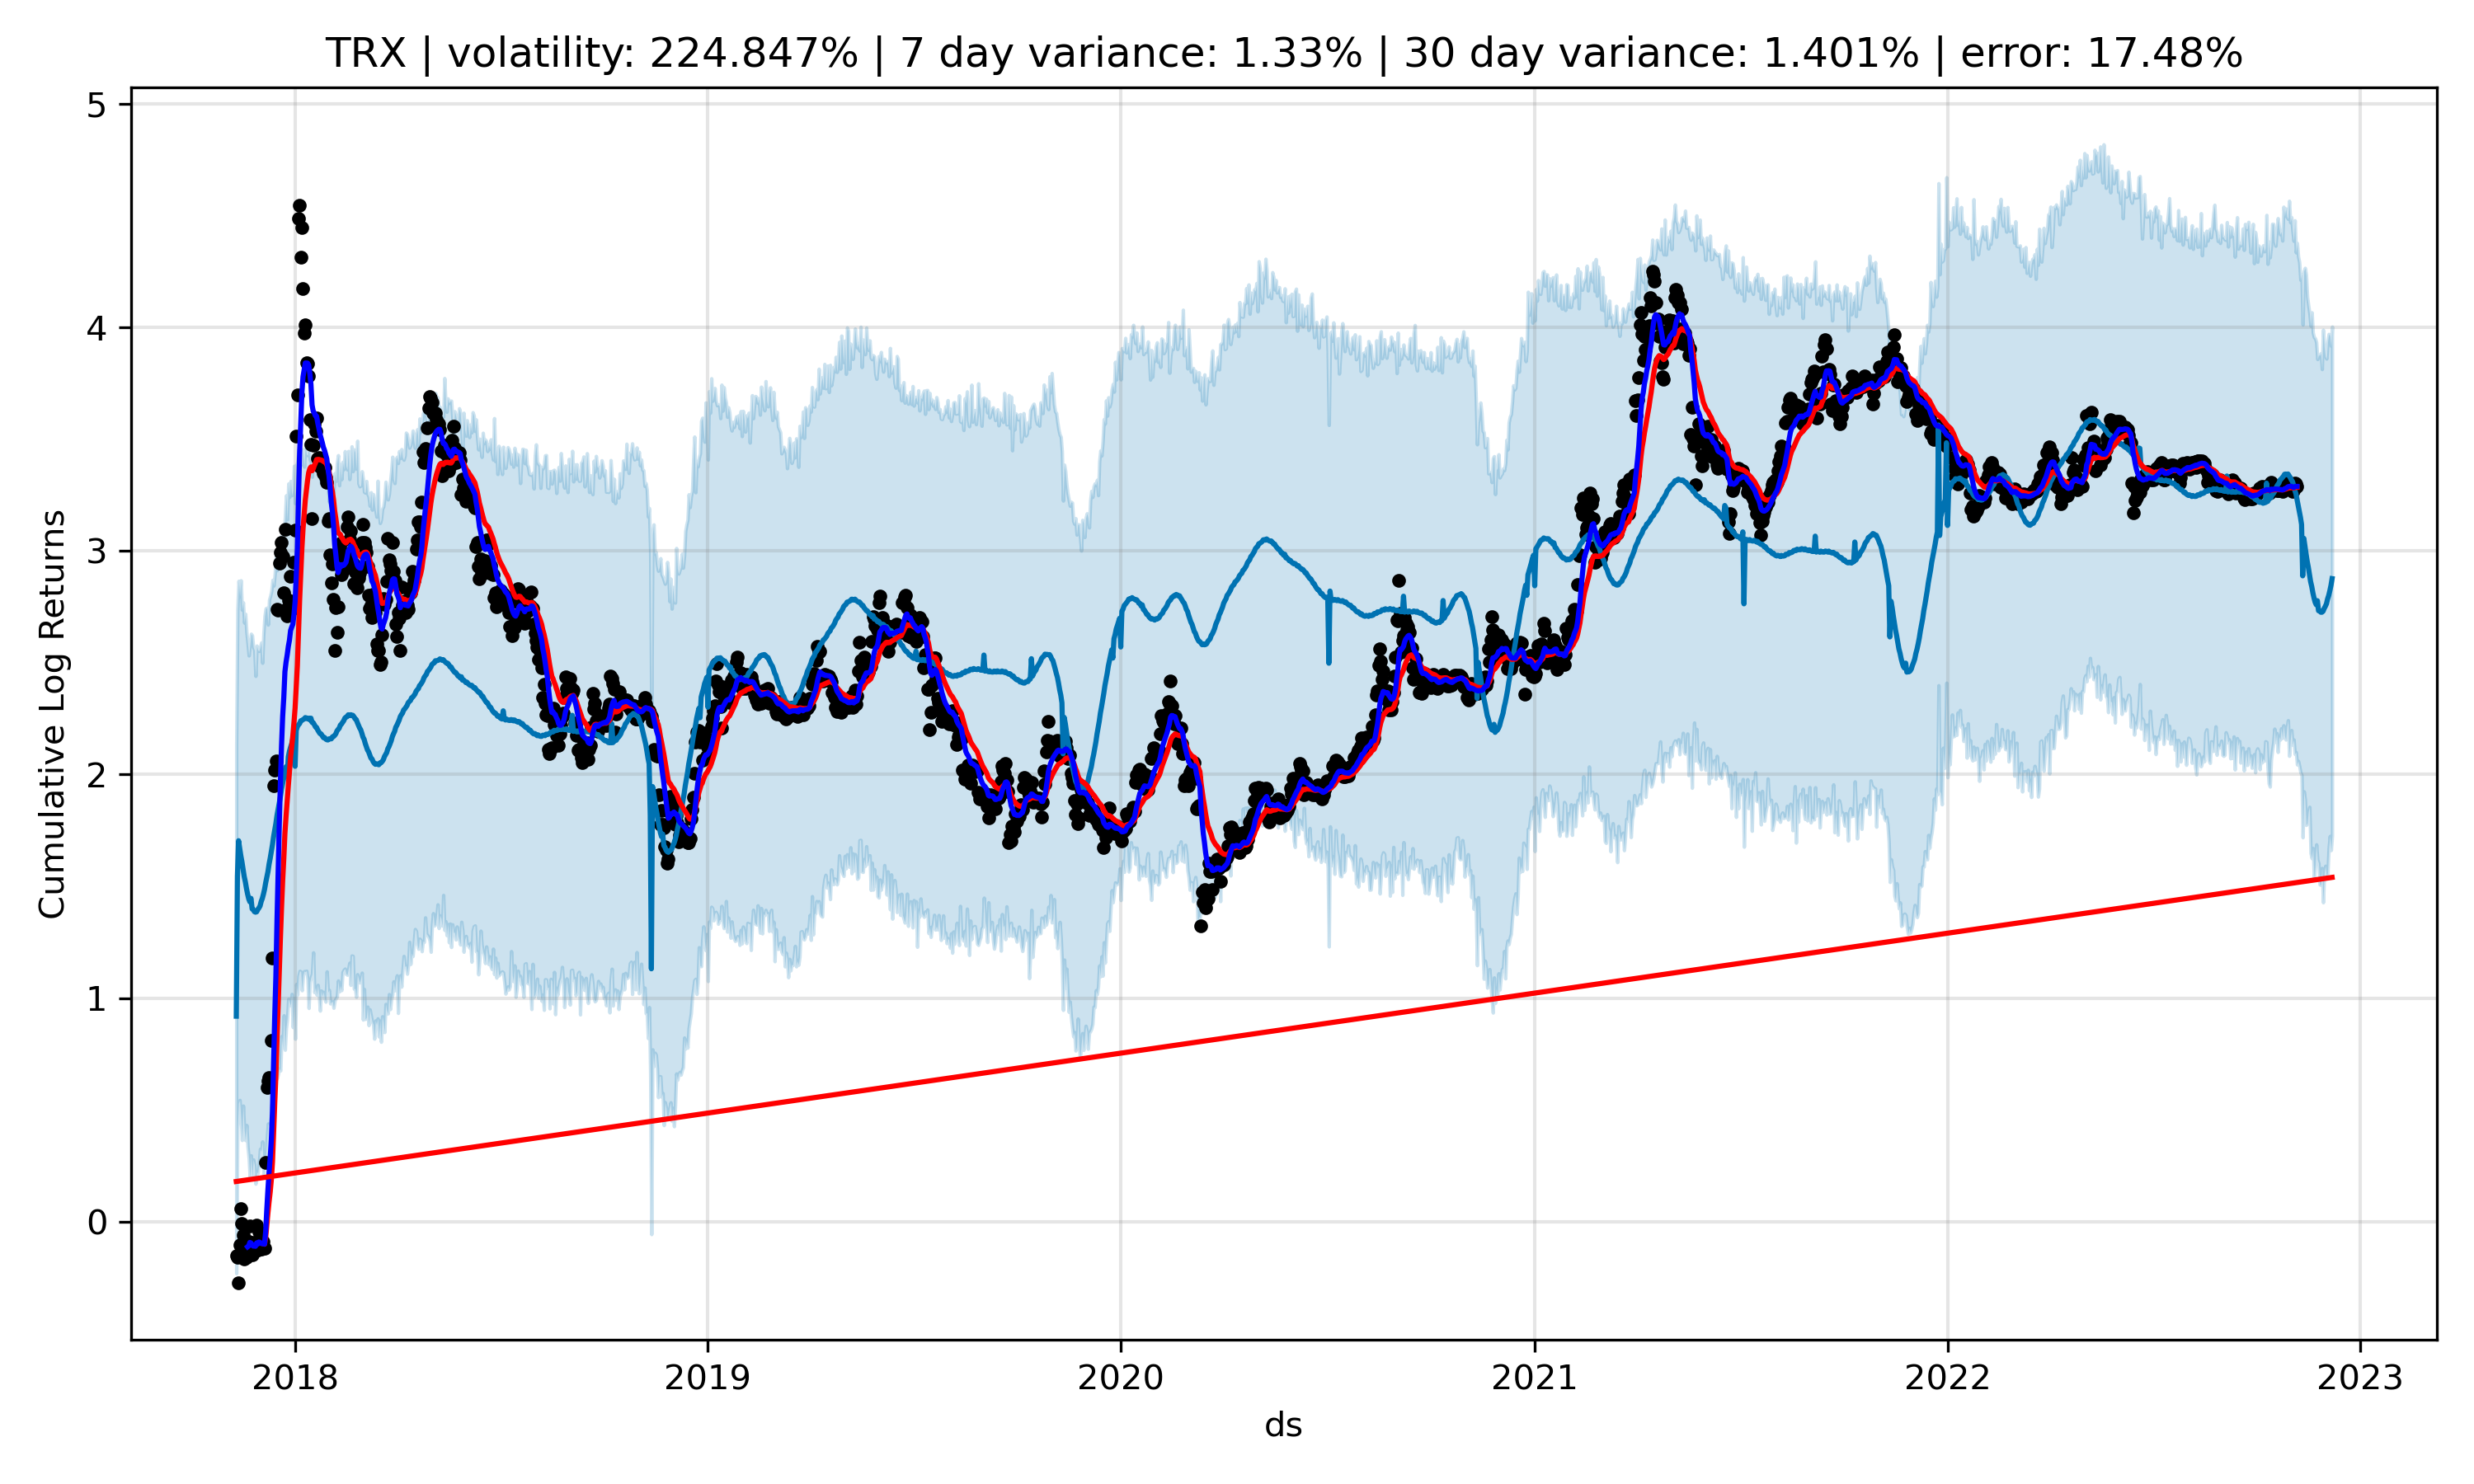 TRX | volatility: 224.847% | 7 day variance: 1.33% | 30 day variance: 1.401% | error: 17.48%
5
4
3
2
1
0
Cumulative Log Returns
2018 2019 2020 2021 2022 2023
ds